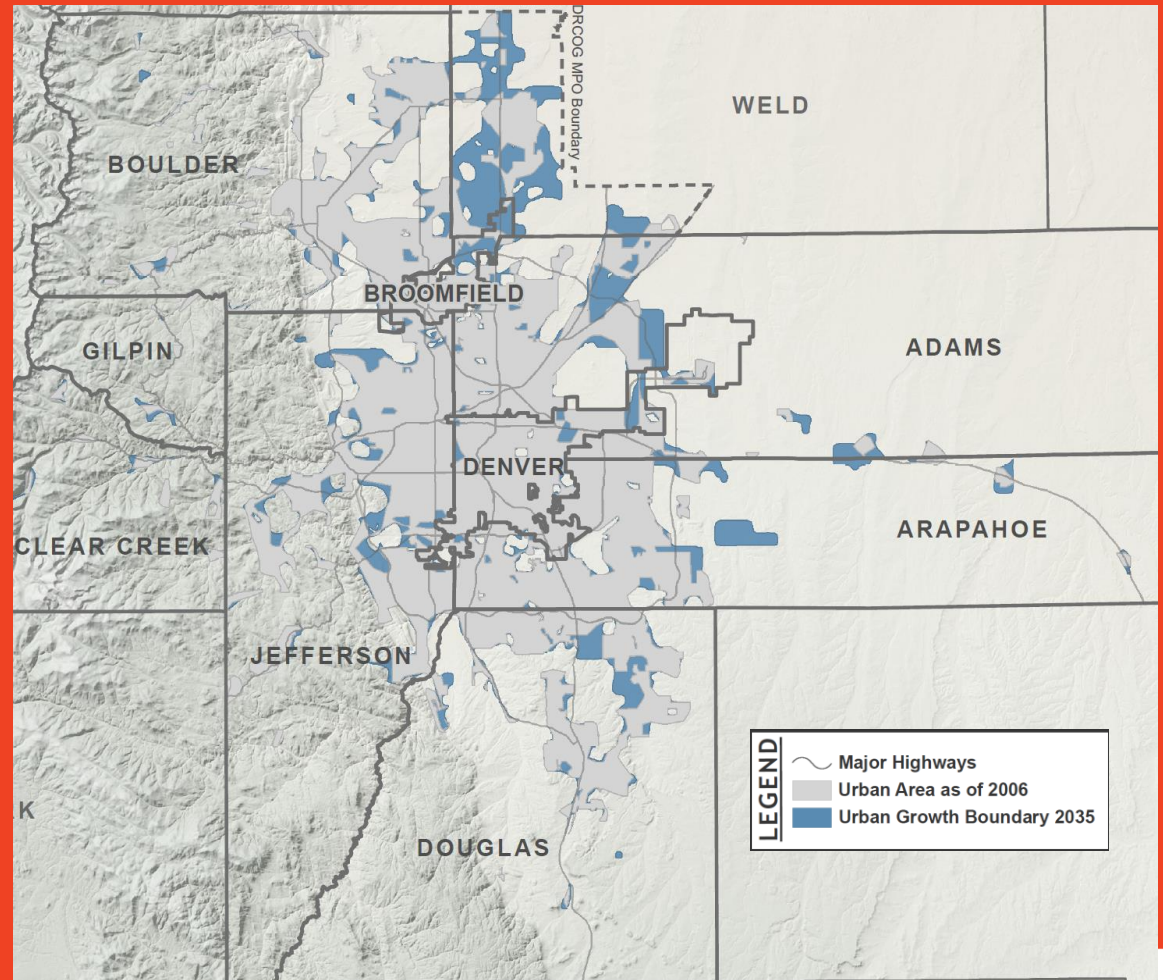 DRCOG MPO Boundary
WELD
BOULDER
BROOMFIELD
GILPIN
ADAMS
DENVER
ARAPAHOE
CLEAR CREEK
JEFFERSON
LEGEND
Major Highways
Urban Area as of 2006
Urban Growth Boundary 2035
K
DOUGLAS